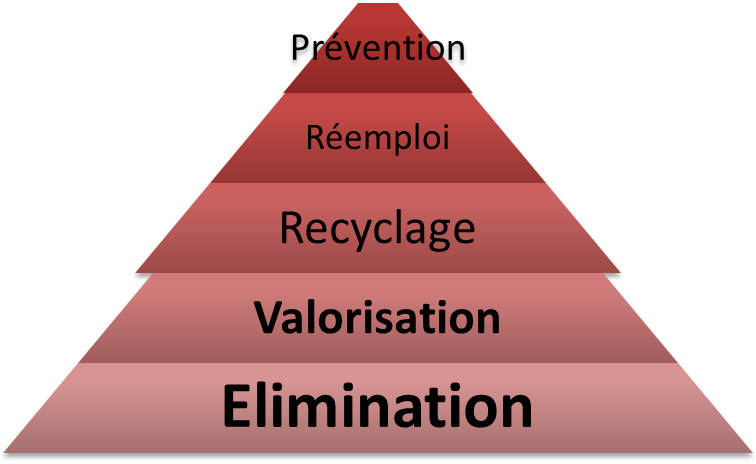 Prévention
Réemploi
Recyclage
Valorisation
Elimination